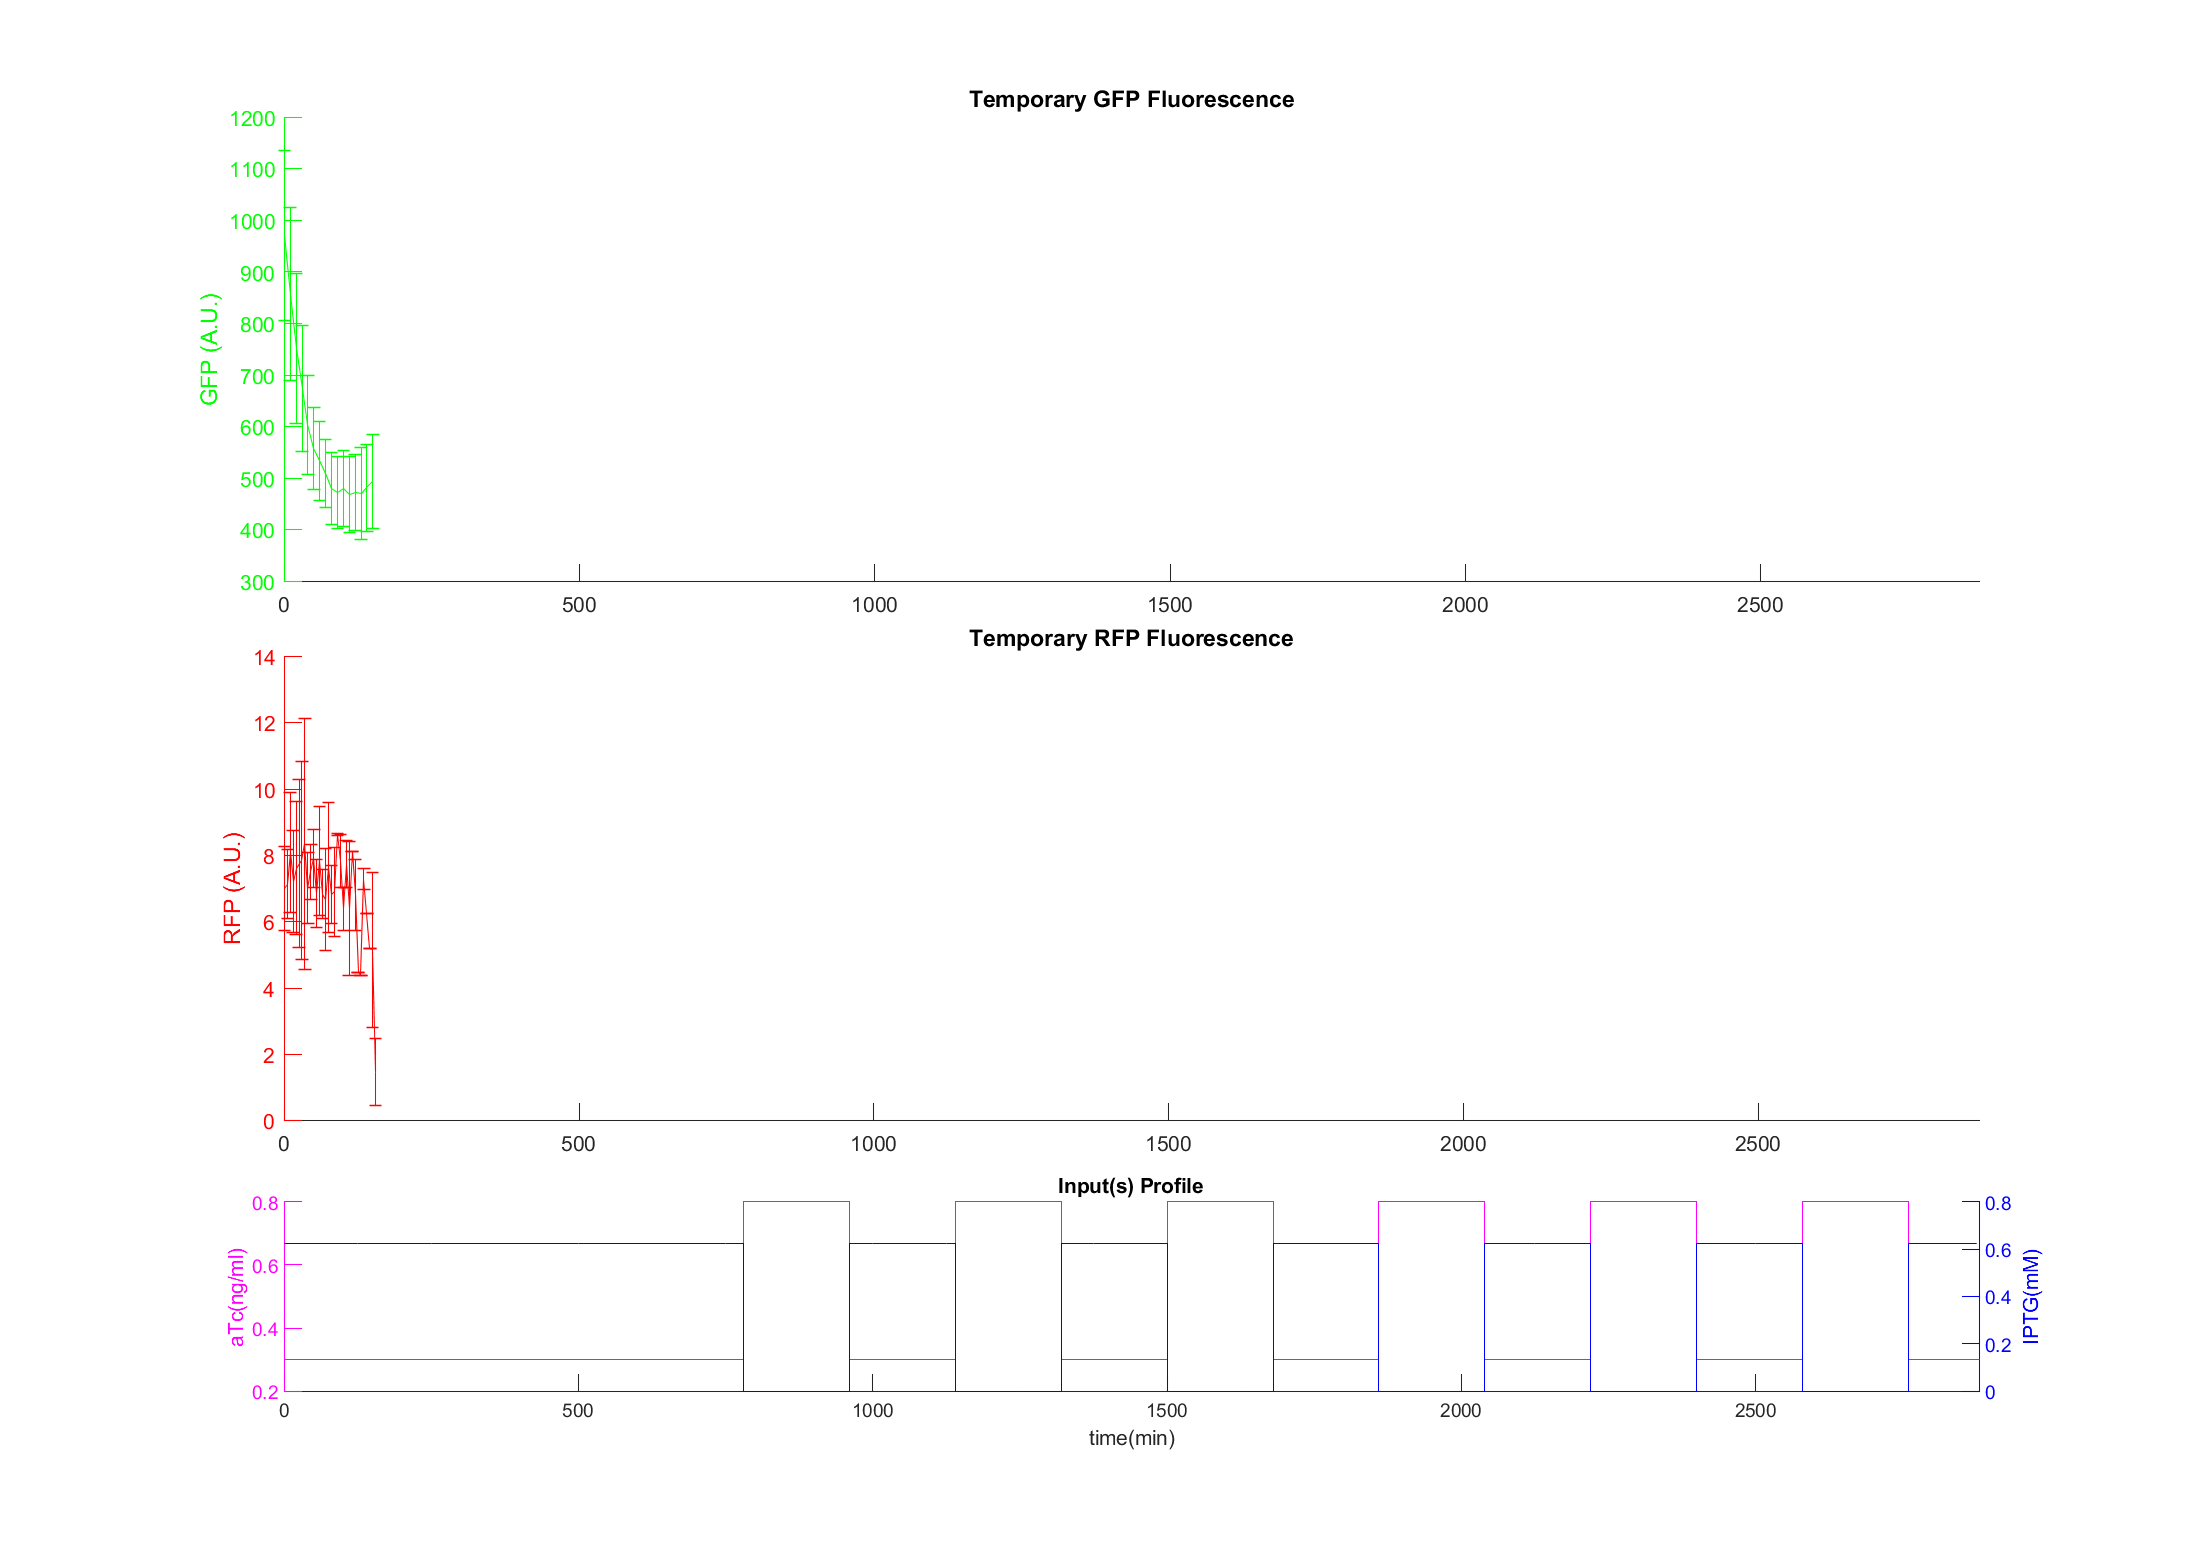 Temporary GFP Fluorescence
1200
1100
1000
900
800
700
600
500
400
300
GFP (A.U.)
0 500 1000 1500 2000 2500
Temporary RFP Fluorescence
14
12
10
8
6
4
2
0
RFP (A.U.)
0 500 1000 1500 2000 2500
Input(s) Profile
0.8
0.6
0.4
0.2
aTc(ng/ml)
0.8
0.6
0.4
0.2
0
IPTG(mM)
0 500 1000 1500 2000 2500
time(min)